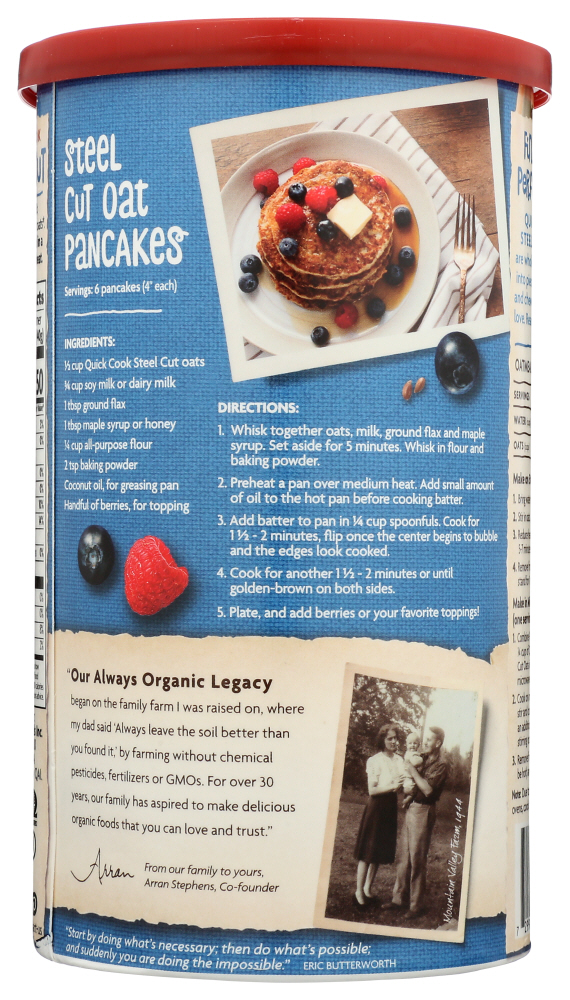 Steel
Cut Oat
Pancakes
Servings: 6 pancakes (4" each)
INGREDIENTS:
½ cup Quick Cook Steel Cut oats
¾ cup soy milk or dairy milk
1 tbsp ground flax
1 tbsp maple syrup or honey
¼ cup all-purpose flour
2 tsp baking powder
Coconut oil, for greasing pan
Handful of berries, for topping
DIRECTIONS:
1. Whisk together oats, milk, ground flax and maple
syrup. Set aside for 5 minutes. Whisk in flour and
baking powder.
2. Preheat a pan over medium heat. Add small amount
of oil to the hot pan before cooking batter.
3. Add batter to pan in ¼ cup spoonfuls. Cook for
1½ - 2 minutes, flip once the center begins to bubble
and the edges look cooked.
4. Cook for another 1½ - 2 minutes or until
golden-brown on both sides.
5. Plate, and add berries or your favorite toppings!
"Our Always Organic Legacy
began on the family farm I was raised on, where
my dad said 'Always leave the soil better than
you found it,' by farming without chemical
pesticides, fertilizers or GMOs. For over 30
years, our family has aspired to make delicious
organic foods that you can love and trust."
Arran
From our family to yours,
Arran Stephens, Co-founder
Mountain Valley Farm, 1944
"Start by doing what's necessary; then do what's possible;
and suddenly you are doing the impossible." ERIC BUTTERWORTH